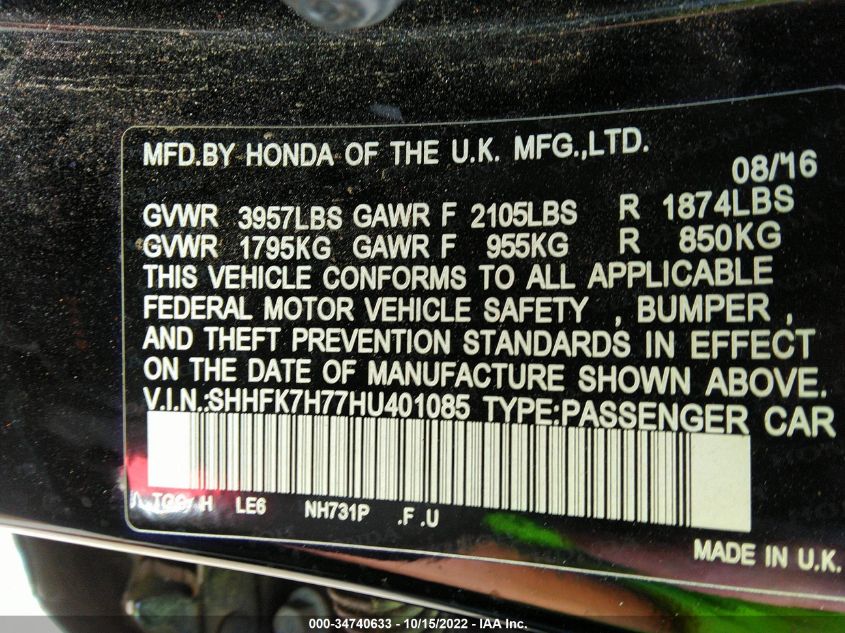 MFD.BY HONDA OF THE U.K. MFG.,LTD.
08/'16
GVWR 3957LBS GAWR F 2105LBS R 1874LBS
GVWR 1795KG GAWR F 955KG R 850KG
THIS VEHICLE CONFORMS TO ALL APPLICABLE
FEDERAL MOTOR VEHICLE SAFETY , BUMPER ,
AND THEFT PREVENTION STANDARDS IN EFFECT
ON THE DATE OF MANUFACTURE SHOWN ABOVE.
V.I.N.:SHHFK7H77HU401085 TYPE:PASSENGER CAR
H LE6 NH731P .F .U
MADE IN U.K.
000-34740633 - 10/15/2022 - IAA Inc.